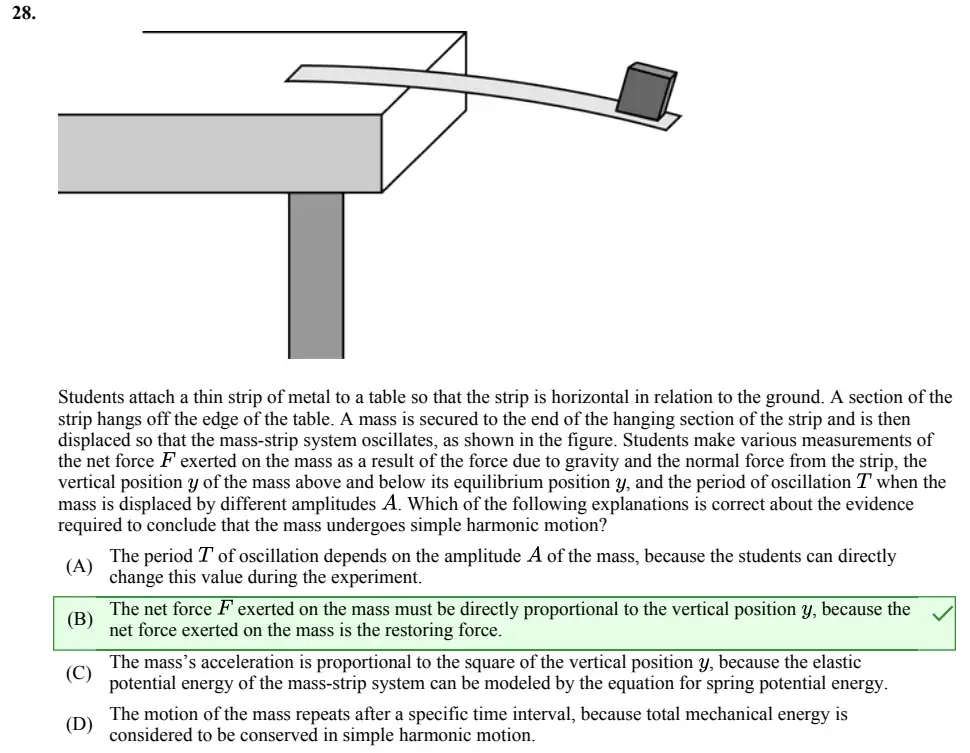 28.
Students attach a thin strip of metal to a table so that the strip is horizontal in relation to the ground. A section of the
strip hangs off the edge of the table. A mass is secured to the end of the hanging section of the strip and is then
displaced so that the mass-strip system oscillates, as shown in the figure. Students make various measurements of
the net force F exerted on the mass as a result of the force due to gravity and the normal force from the strip, the
vertical position y of the mass above and below its equilibrium position y, and the period of oscillation T when the
mass is displaced by different amplitudes A. Which of the following explanations is correct about the evidence
required to conclude that the mass undergoes simple harmonic motion?
(A) The period T of oscillation depends on the amplitude A of the mass, because the students can directly
change this value during the experiment.
(B) The net force F exerted on the mass must be directly proportional to the vertical position y, because the
net force exerted on the mass is the restoring force.
(C) The mass's acceleration is proportional to the square of the vertical position y, because the elastic
potential energy of the mass-strip system can be modeled by the equation for spring potential energy.
(D) The motion of the mass repeats after a specific time interval, because total mechanical energy is
considered to be conserved in simple harmonic motion.